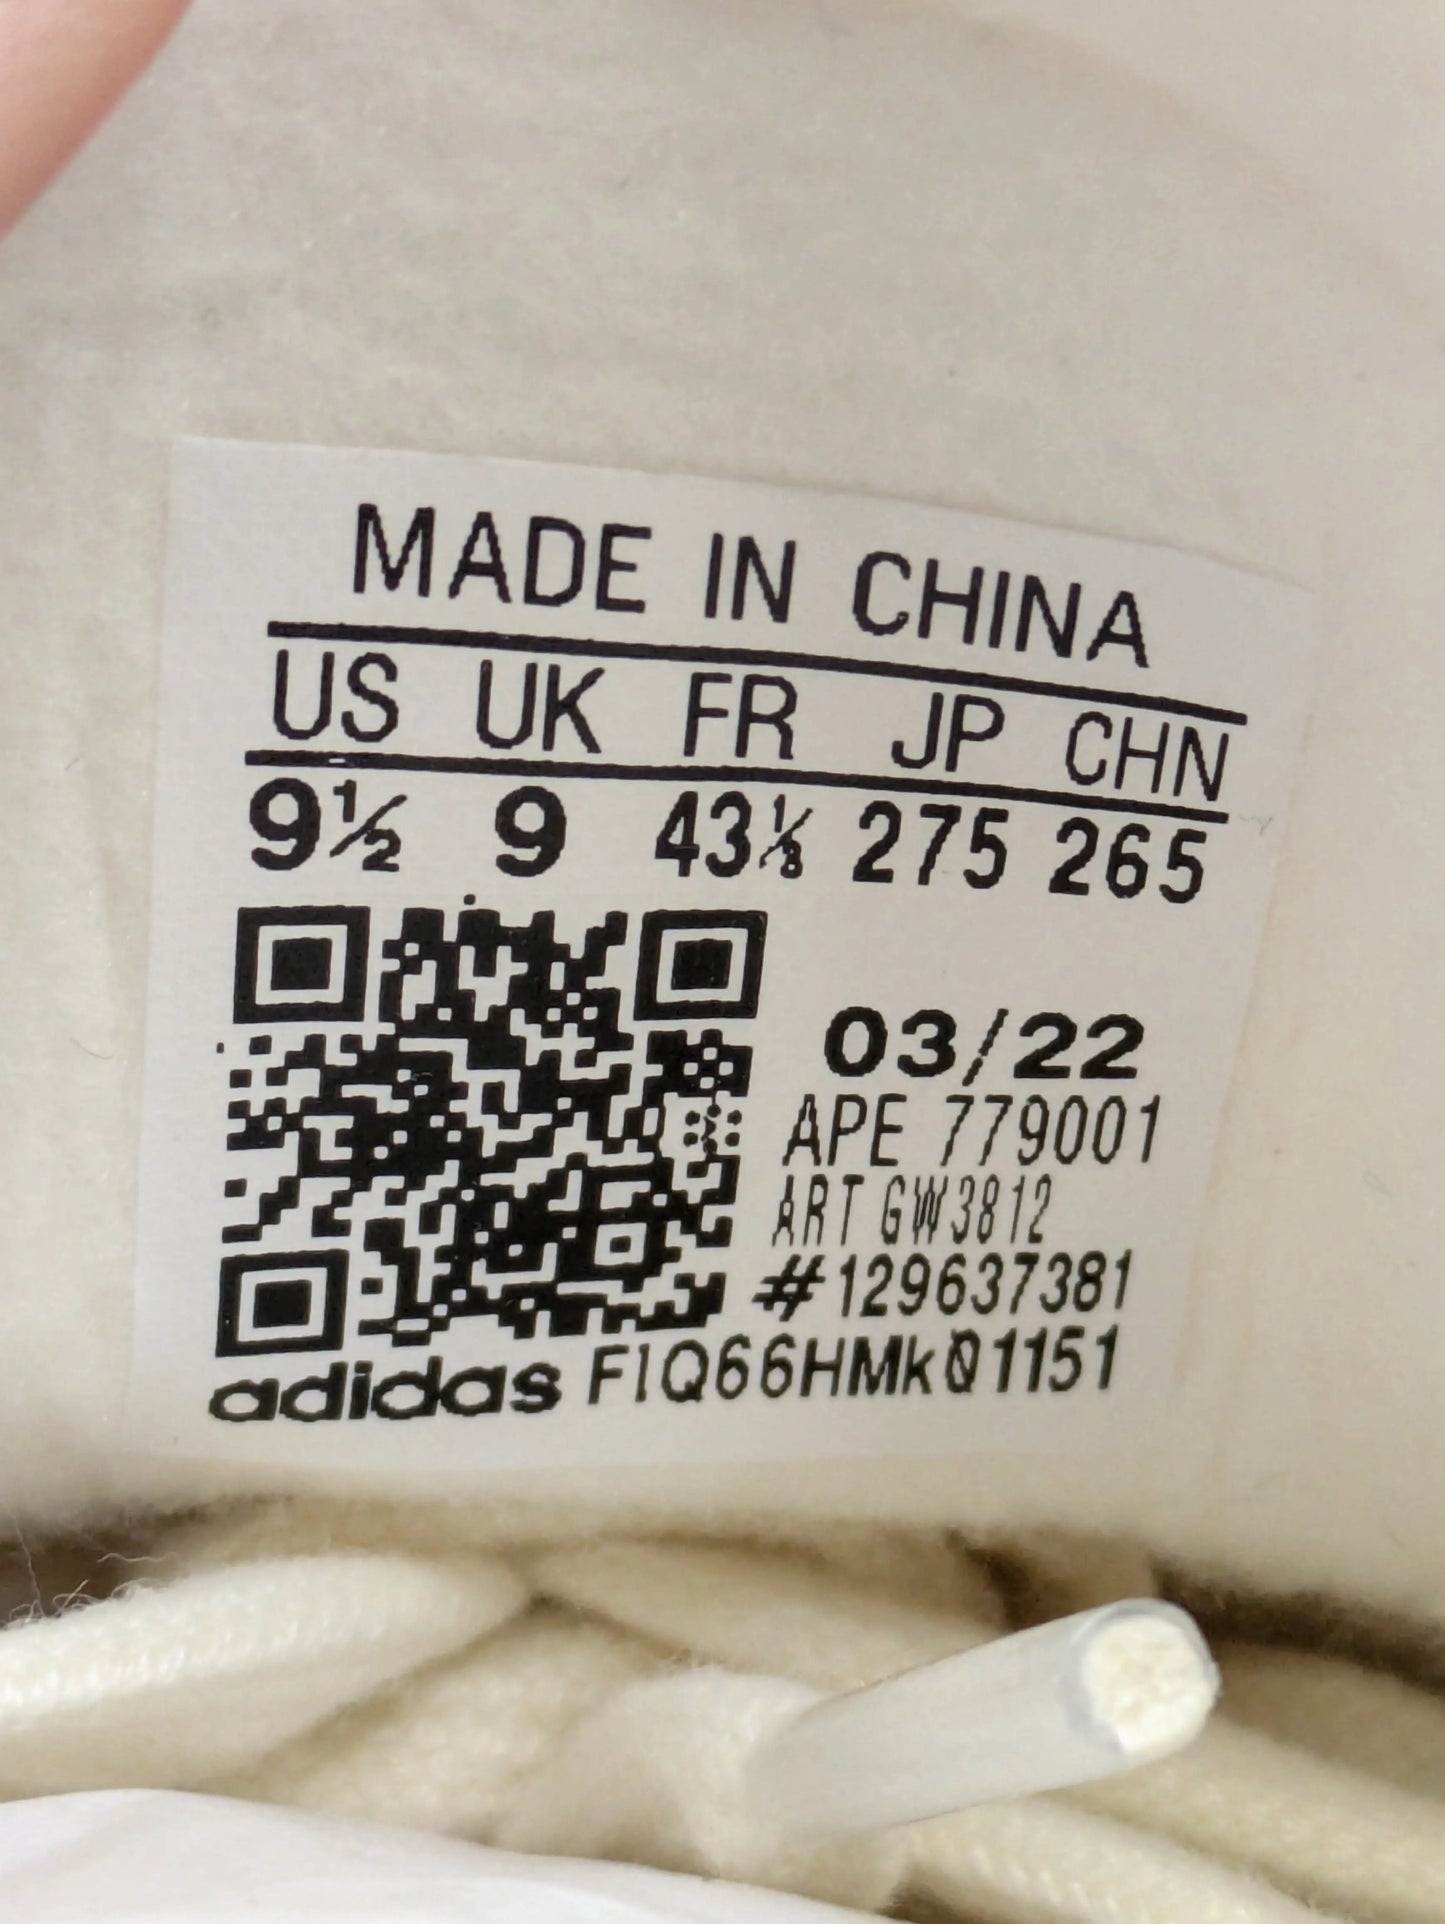 MADE IN CHINA
US UK FR JP CHN
9½ 9 43⅓ 275 265
03/22
APE 779001
ART GW3812
#129637381
adidas F1Q66HMk01151